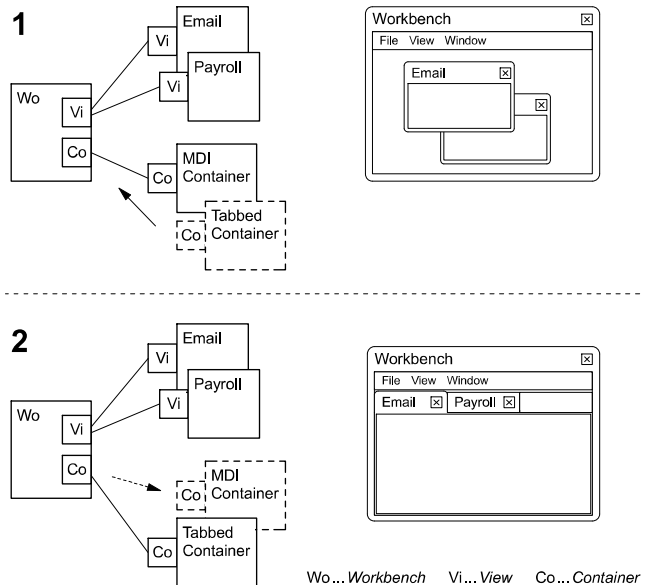 1
Email
Vi
Payroll
Vi
Wo
Vi
Co
MDI
Container
Co
Tabbed
Container
Co
Workbench
File View Window
Email
2
Email
Vi
Payroll
Vi
Wo
Vi
Co
MDI
Container
Co
Tabbed
Container
Co
Workbench
File View Window
Email Payroll
Wo...Workbench Vi...View Co...Container